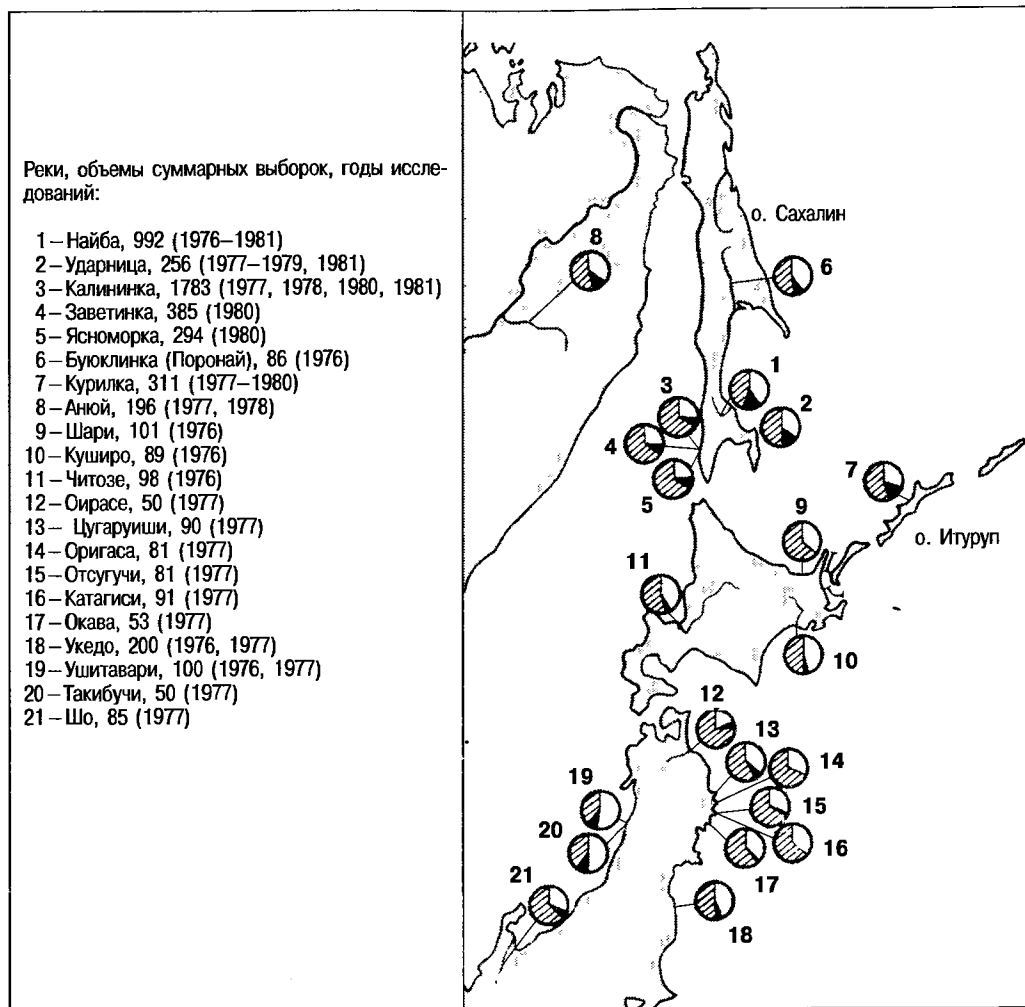 Реки, объемы суммарных выборок, годы иссле-
дований:
1–Найба, 992 (1976–1981)
2–Ударница, 256 (1977–1979, 1981)
3–Калининка, 1783 (1977, 1978, 1980, 1981)
4–Заветинка, 385 (1980)
5–Ясноморка, 294 (1980)
6–Буюклинка (Поронай), 86 (1976)
7–Курилка, 311 (1977–1980)
8–Анюй, 196 (1977, 1978)
9–Шари, 101 (1976)
10–Куширо, 89 (1976)
11–Читозе, 98 (1976)
12–Оирасе, 50 (1977)
13– Цугаруиши, 90 (1977)
14–Оригаса, 81 (1977)
15–Отсугучи, 81 (1977)
16–Катагиси, 91 (1977)
17–Окава, 53 (1977)
18–Укедо, 200 (1976, 1977)
19–Ушитавари, 100 (1976, 1977)
20–Такибучи, 50 (1977)
21–Шо, 85 (1977)
о. Сахалин
8
6
1
3
2
4
5
7
9
о. Итуруп
11
10
12
13
14
19
15
20
16
17
21
18